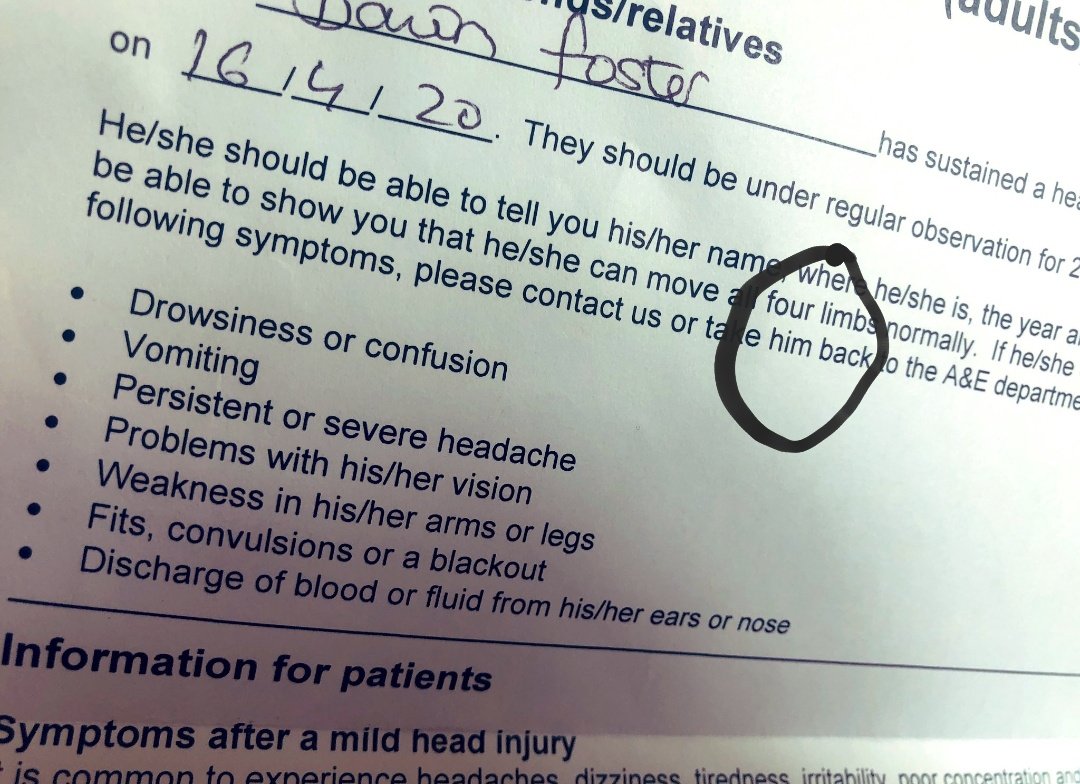 /relatives
Dawn Foster
on 16/4/20. They should be under regular observation for 2
has sustained a hea
He/she should be able to tell you his/her name, where he/she is, the year a
be able to show you that he/she can move all four limbs normally. If he/she
following symptoms, please contact us or take him back to the A&E departme
• Drowsiness or confusion
• Vomiting
• Persistent or severe headache
• Problems with his/her vision
• Weakness in his/her arms or legs
• Fits, convulsions or a blackout
• Discharge of blood or fluid from his/her ears or nose
Information for patients
Symptoms after a mild head injury
is common to experience headaches, dizziness, tiredness, irritability, poor concentration and